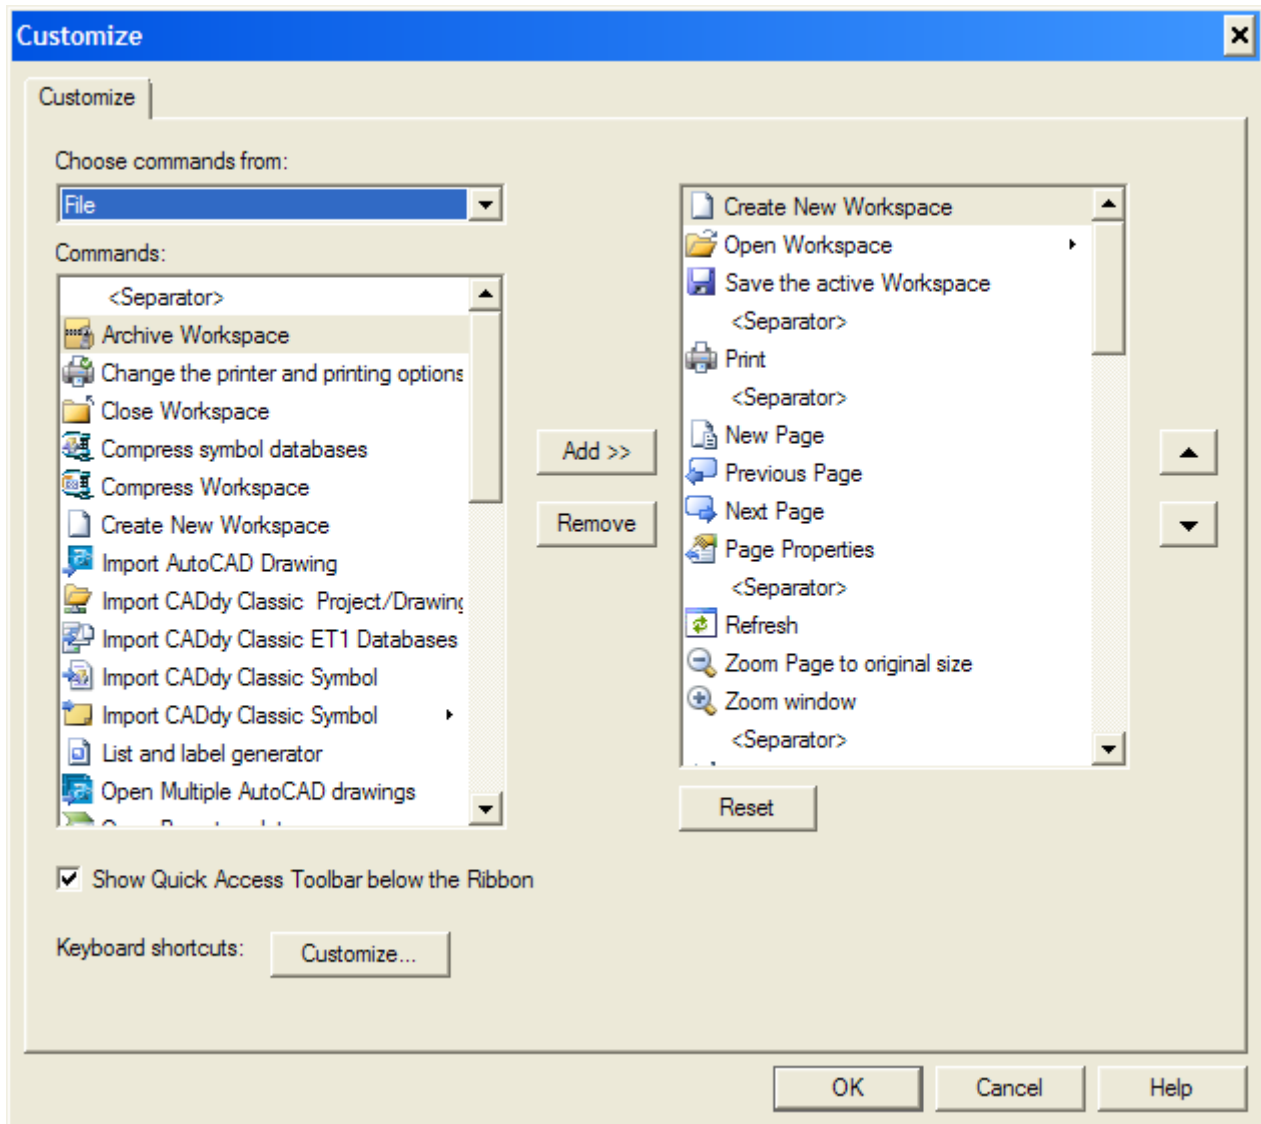 Customize
Customize
Choose commands from:
File
Commands:
<Separator>
Archive Workspace
Change the printer and printing options
Close Workspace
Compress symbol databases
Compress Workspace
Create New Workspace
Import AutoCAD Drawing
Import CADdy Classic  Project/Drawing
Import CADdy Classic ET1 Databases
Import CADdy Classic Symbol
Import CADdy Classic Symbol
List and label generator
Open Multiple AutoCAD drawings
Add >>
Remove
Create New Workspace
Open Workspace
Save the active Workspace
<Separator>
Print
<Separator>
New Page
Previous Page
Next Page
Page Properties
<Separator>
Refresh
Zoom Page to original size
Zoom window
<Separator>
Reset
Show Quick Access Toolbar below the Ribbon
Keyboard shortcuts:
Customize...
OK
Cancel
Help